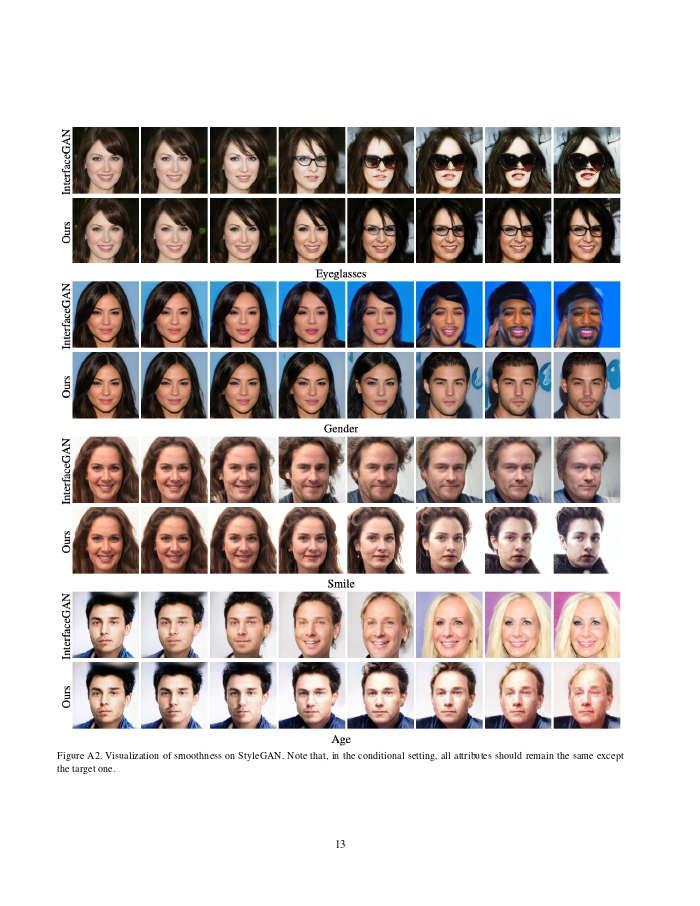 InterfaceGAN
Ours
Eyeglasses
InterfaceGAN
Ours
Gender
InterfaceGAN
Ours
Smile
InterfaceGAN
Ours
Age
Figure A2. Visualization of smoothness on StyleGAN. Note that, in the conditional setting, all attributes should remain the same except
the target one.
13